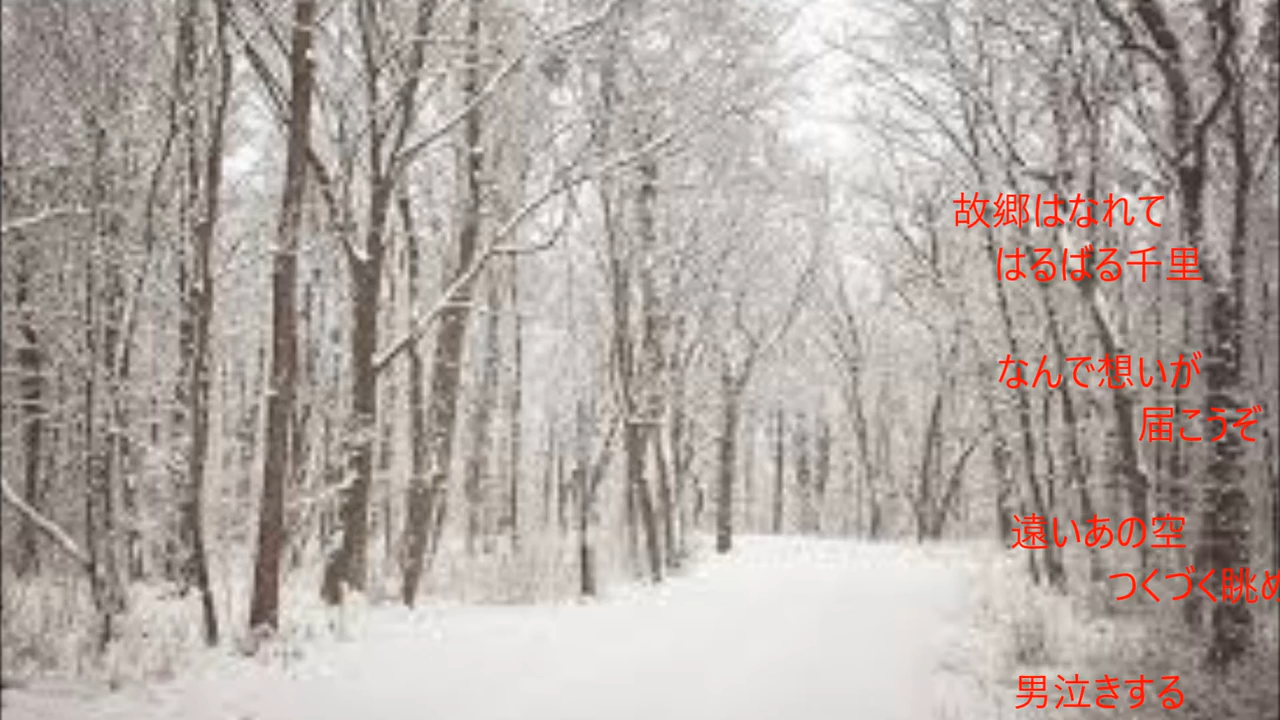 故郷はなれて
はるばる千里
なんで想いが
届こうぞ
遠いあの空
つくづく眺め
男泣きする